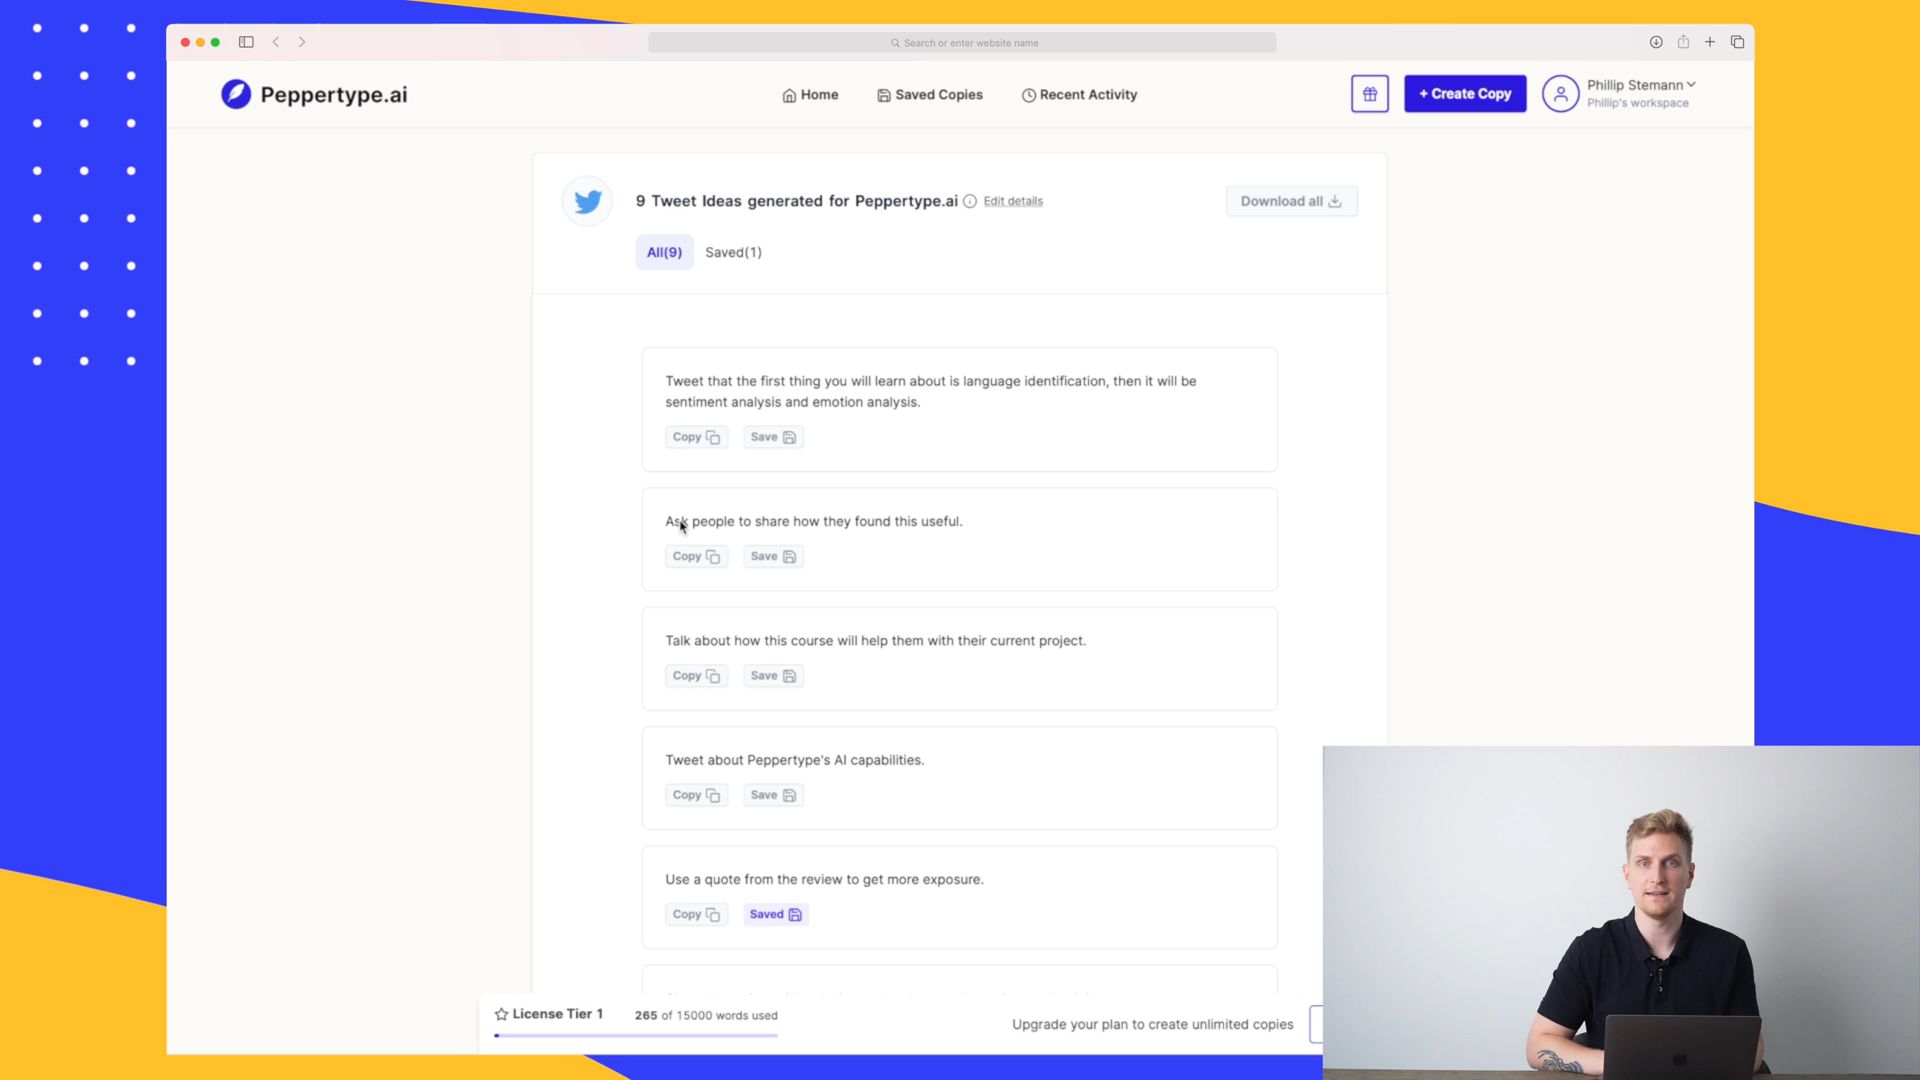 Search or enter website name
Peppertype.ai
Home
Saved Copies
Recent Activity
+ Create Copy
Phillip Stemann
Phillip's workspace
9 Tweet Ideas generated for Peppertype.ai
Edit details
Download all
All(9)
Saved(1)
Tweet that the first thing you will learn about is language identification, then it will be
sentiment analysis and emotion analysis.
Copy
Save
Ask people to share how they found this useful.
Copy
Save
Talk about how this course will help them with their current project.
Copy
Save
Tweet about Peppertype's AI capabilities.
Copy
Save
Use a quote from the review to get more exposure.
Copy
Saved
License Tier 1
265 of 15000 words used
Upgrade your plan to create unlimited copies